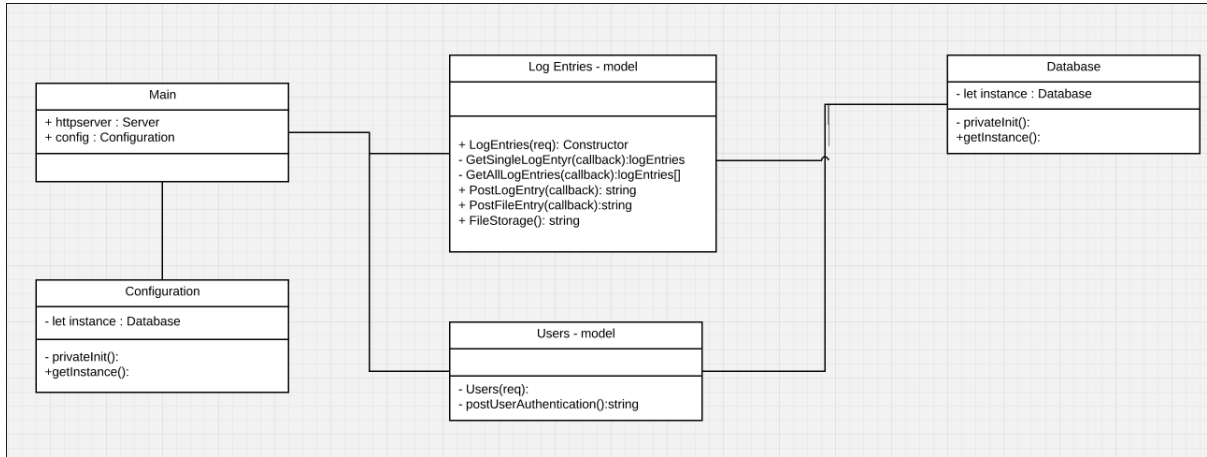 Main
+ httpserver : Server
+ config : Configuration
Configuration
- let instance : Database
- privateInit():
+getInstance():
Log Entries - model
+ LogEntries(req): Constructor
- GetSingleLogEntyr(callback):logEntries
- GetAllLogEntries(callback):logEntries[]
+ PostLogEntry(callback): string
+ PostFileEntry(callback):string
+ FileStorage(): string
Users - model
- Users(req):
- postUserAuthentication():string
Database
- let instance : Database
- privateInit():
+getInstance():